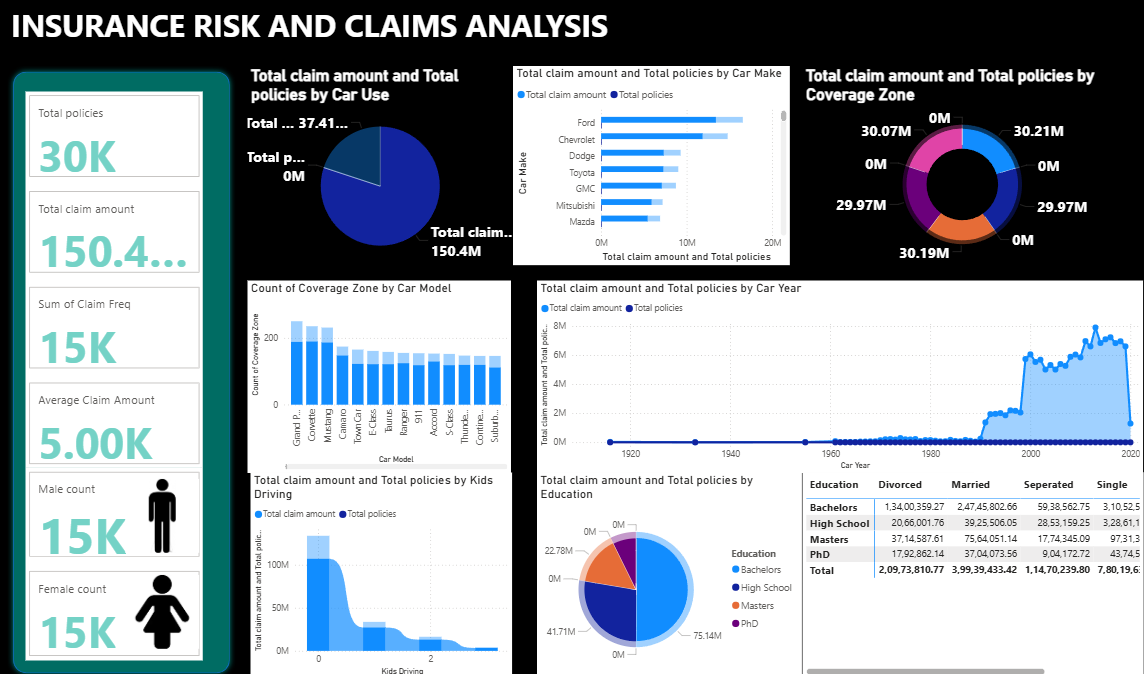 INSURANCE RISK AND CLAIMS ANALYSIS
Total policies
30K
Total claim amount
150.4...
Sum of Claim Freq
15K
Average Claim Amount
5.00K
Male count
15K
Female count
15K
Total claim amount and Total
policies by Car Use
Total ... 37.41...
Total p...
0M
Total claim...
150.4M
Total claim amount and Total policies by Car Make
Total claim amount Total policies
Car Make
Ford
Chevrolet
Dodge
Toyota
GMC
Mitsubishi
Mazda
0M 10M 20M
Total claim amount and Total policies
Total claim amount and Total policies by
Coverage Zone
0M
30.07M 30.21M
0M 0M
29.97M 29.97M
0M
30.19M
Count of Coverage Zone by Car Model
Count of Coverage Zone
200
0
Grand P...
Corvette
Mustang
Camaro
Town Car
E-Class
Taurus
Ranger
911
Accord
S-Class
Thunde...
Contine...
Suburb...
Car Model
Total claim amount and Total policies by Car Year
Total claim amount Total policies
Total claim amount and Total polic...
8M
6M
4M
2M
0M
1920 1940 1960 1980 2000 2020
Car Year
Total claim amount and Total policies by Kids
Driving
Total claim amount Total policies
Total claim amount and Total polic...
100M
50M
0M
0 2
Kids Driving
Total claim amount and Total policies by
Education
0M
0M
22.78M
0M
41.71M
0M
75.14M
Education
Bachelors
High School
Masters
PhD
Education Divorced Married Seperated Single
Bachelors 1,34,00,359.27 2,47,45,802.66 59,38,562.75 3,10,52,5
High School 20,66,001.76 39,25,506.05 28,53,159.25 3,28,61,1
Masters 37,14,587.61 75,64,051.14 17,74,345.09 97,31,3
PhD 17,92,862.14 37,04,073.56 9,04,172.72 43,74,5
Total 2,09,73,810.77 3,99,39,433.42 1,14,70,239.80 7,80,19,6